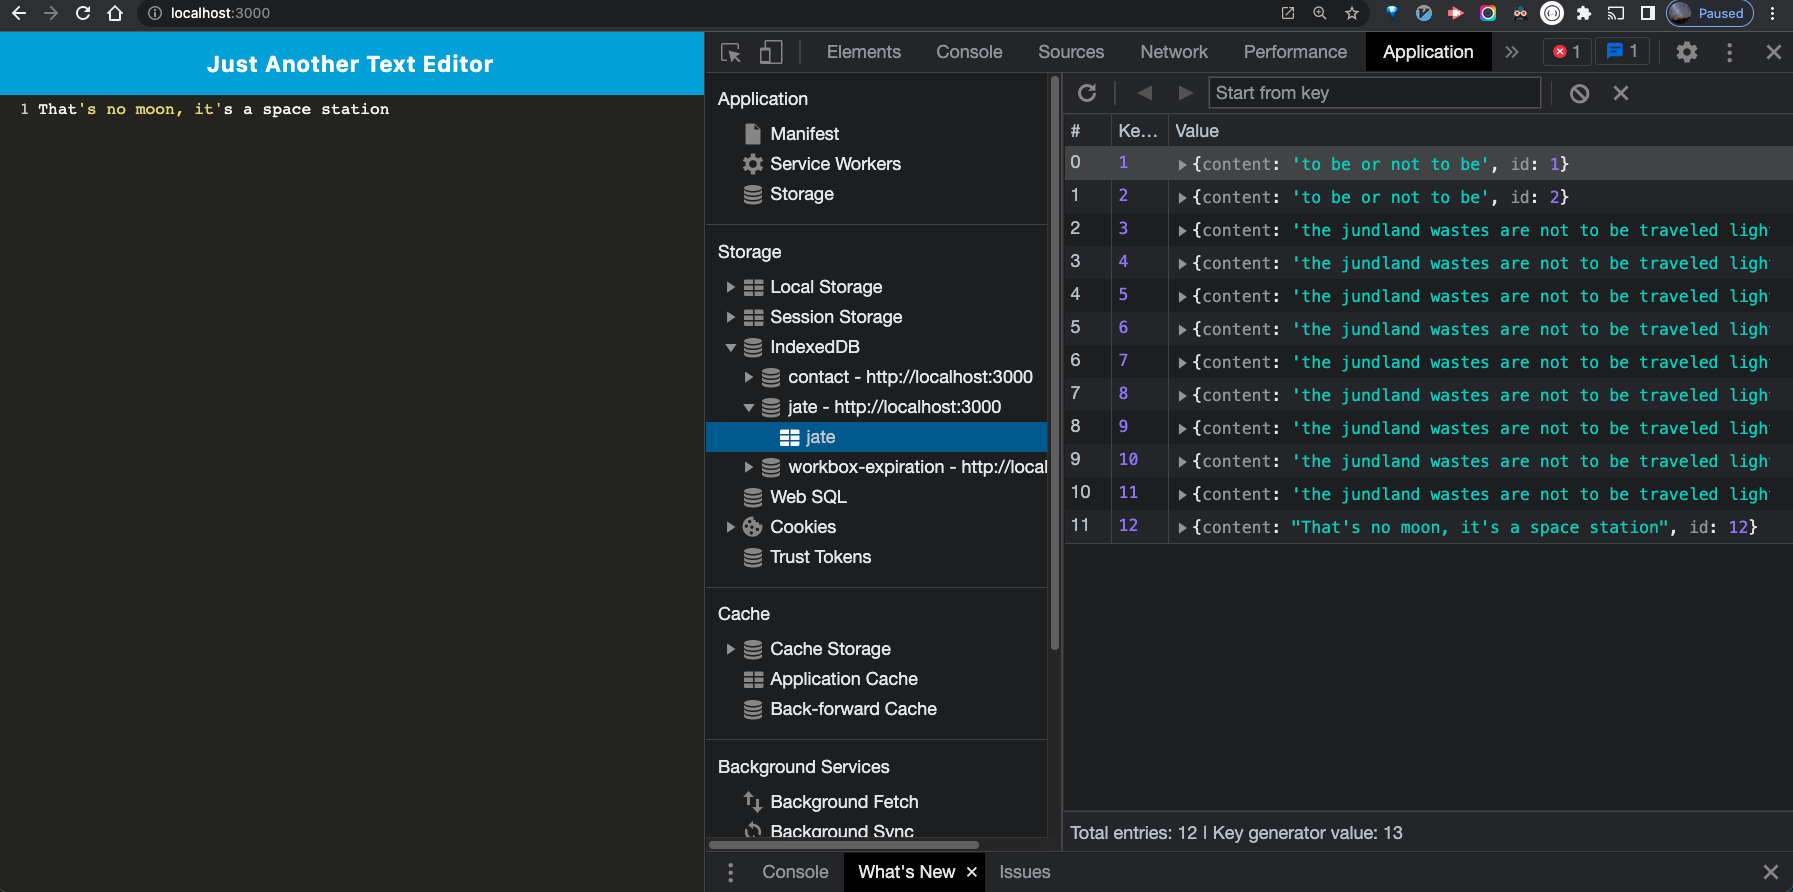 localhost:3000
Paused
Just Another Text Editor
1 That's no moon, it's a space station
Elements Console Sources Network Performance Application 1 1
Application
Manifest
Service Workers
Storage
Storage
Local Storage
Session Storage
IndexedDB
contact - http://localhost:3000
jate - http://localhost:3000
jate
workbox-expiration - http://local
Web SQL
Cookies
Trust Tokens
Cache
Cache Storage
Application Cache
Back-forward Cache
Background Services
Background Fetch
Background Sync
Start from key
# Ke... Value
0 1 {content: 'to be or not to be', id: 1}
1 2 {content: 'to be or not to be', id: 2}
2 3 {content: 'the jundland wastes are not to be traveled ligh
3 4 {content: 'the jundland wastes are not to be traveled ligh
4 5 {content: 'the jundland wastes are not to be traveled ligh
5 6 {content: 'the jundland wastes are not to be traveled ligh
6 7 {content: 'the jundland wastes are not to be traveled ligh
7 8 {content: 'the jundland wastes are not to be traveled ligh
8 9 {content: 'the jundland wastes are not to be traveled ligh
9 10 {content: 'the jundland wastes are not to be traveled ligh
10 11 {content: 'the jundland wastes are not to be traveled ligh
11 12 {content: "That's no moon, it's a space station", id: 12}
Total entries: 12 | Key generator value: 13
Console What's New Issues